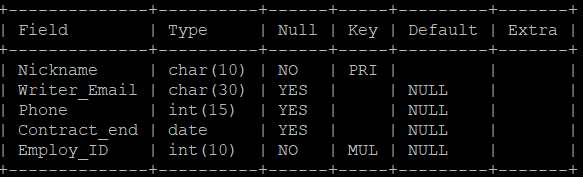 +--------------+----------+------+-----+---------+-------+
| Field        | Type     | Null | Key | Default | Extra |
+--------------+----------+------+-----+---------+-------+
| Nickname     | char(10) | NO   | PRI |         |       |
| Writer_Email | char(30) | YES  |     | NULL    |       |
| Phone        | int(15)  | YES  |     | NULL    |       |
| Contract_end | date     | YES  |     | NULL    |       |
| Employ_ID    | int(10)  | NO   | MUL | NULL    |       |
+--------------+----------+------+-----+---------+-------+